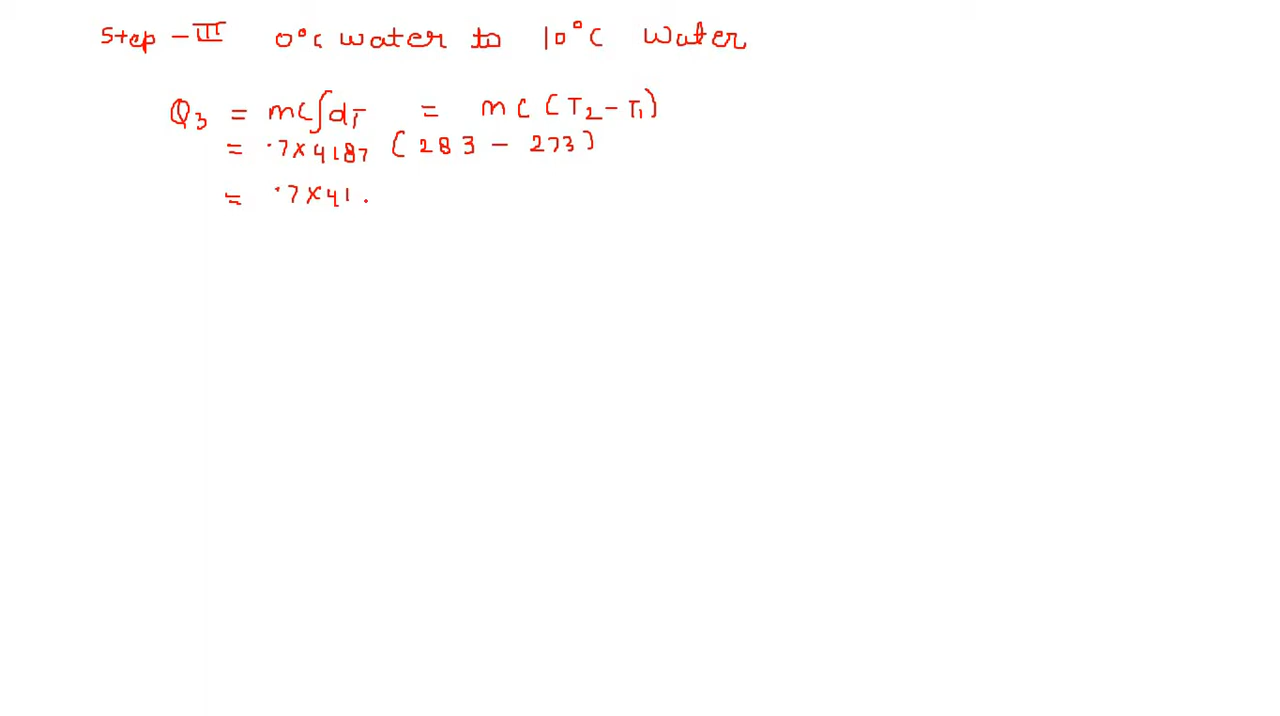 Step - III 0°c water to 10°C water
Q3 = mc∫dT = mc (T2 - T1)
= .7×4187 (283 - 273)
= .7×41.